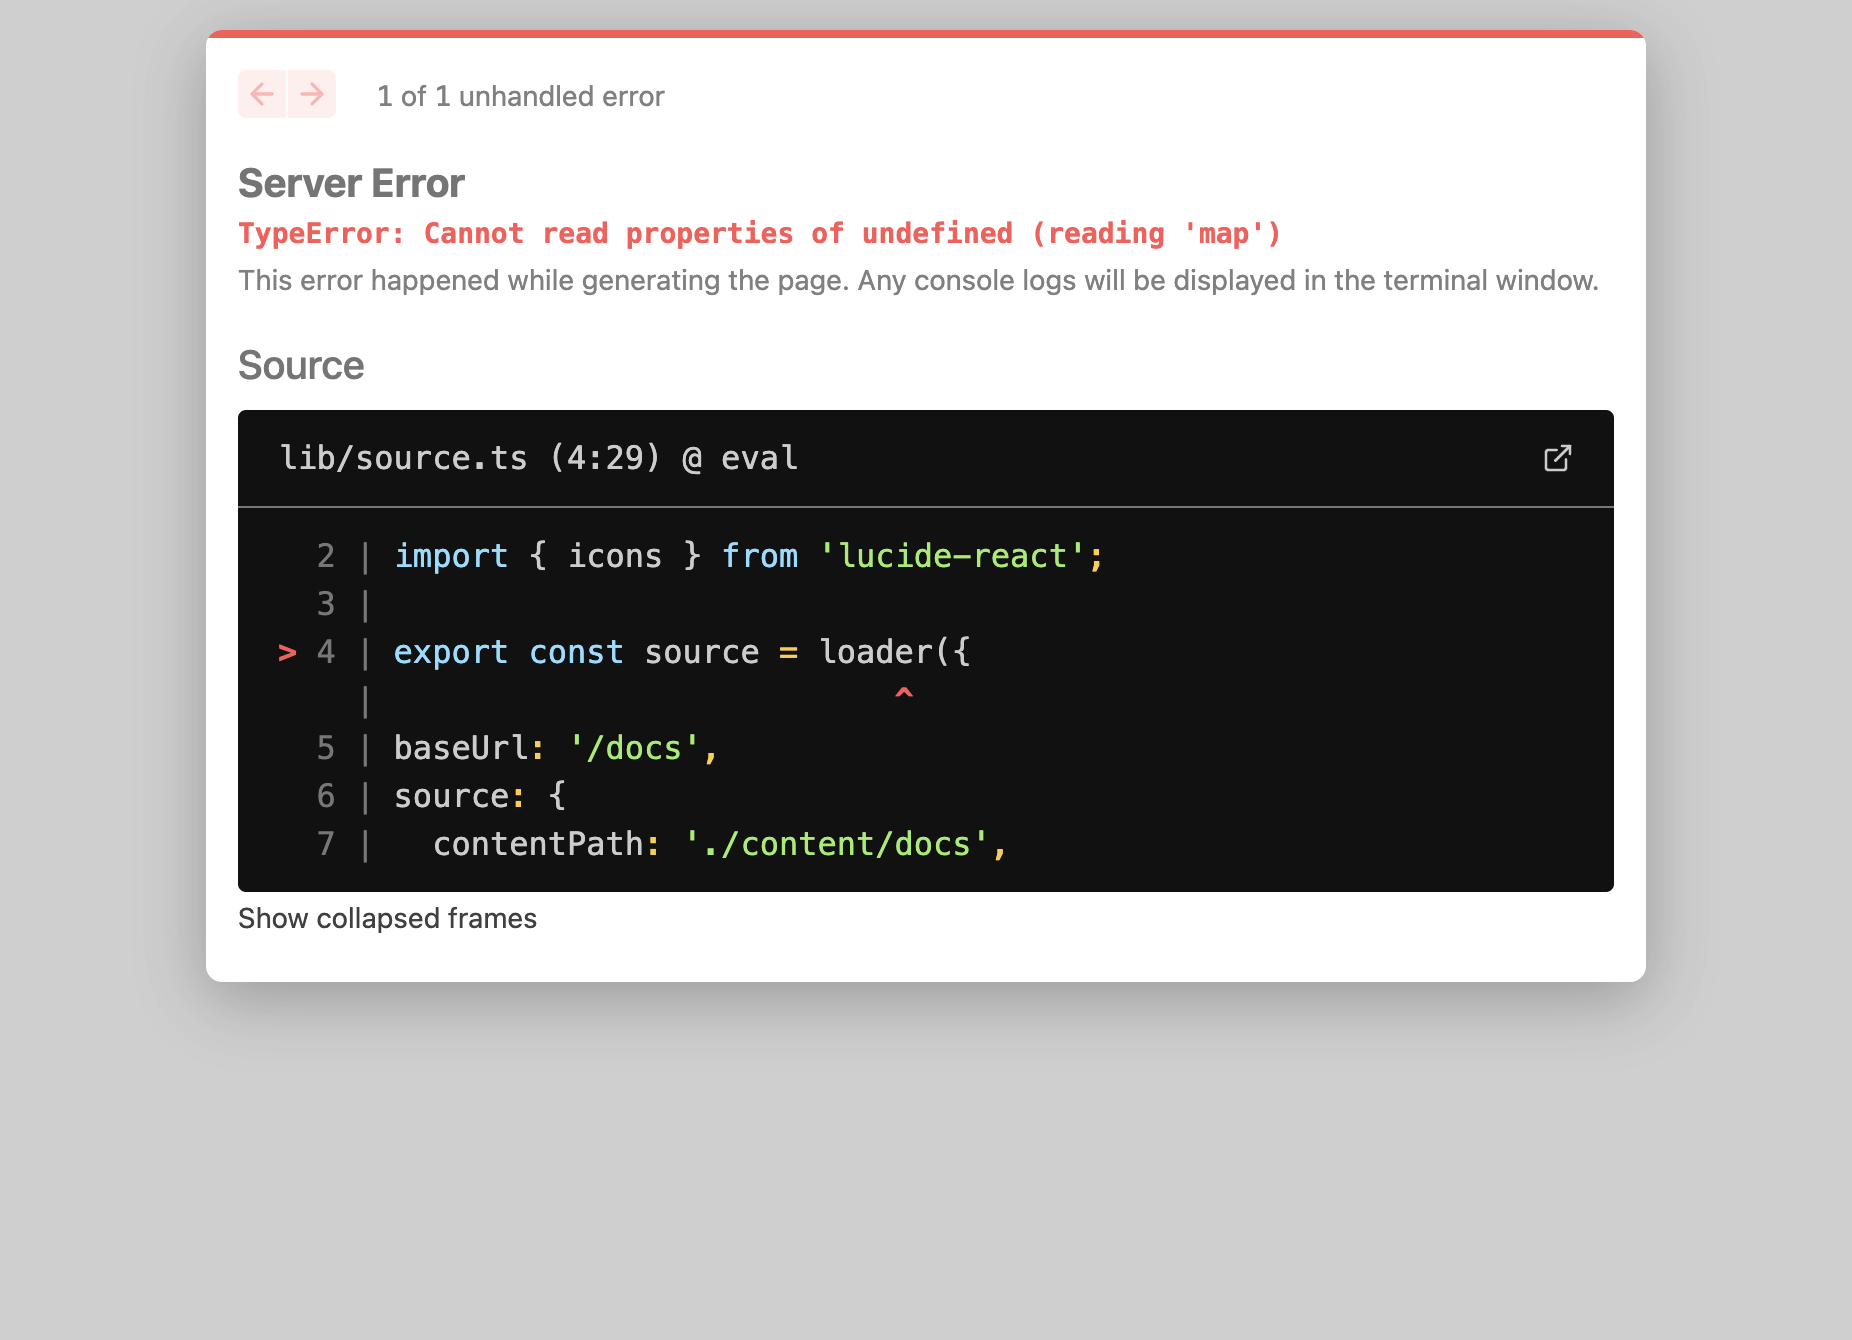 1 of 1 unhandled error
Server Error
TypeError: Cannot read properties of undefined (reading 'map')
This error happened while generating the page. Any console logs will be displayed in the terminal window.
Source
lib/source.ts (4:29) @ eval
2 | import { icons } from 'lucide-react';
3 |
> 4 | export const source = loader({
| ^
5 | baseUrl: '/docs',
6 | source: {
7 |   contentPath: './content/docs',
Show collapsed frames